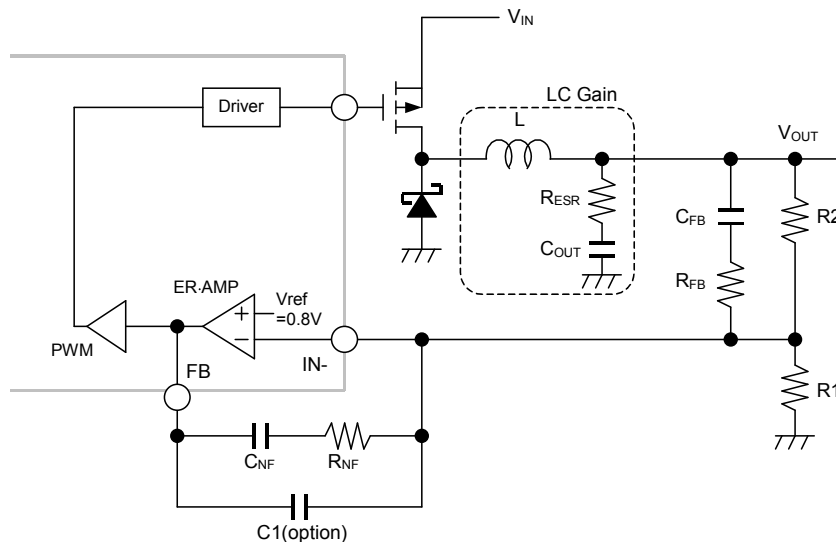 VIN
LC Gain
Driver
L
VOUT
RESR
CFB
R2
COUT
RFB
ER·AMP
Vref
=0.8V
+
−
PWM
FB
IN-
R1
CNF
RNF
C1(option)